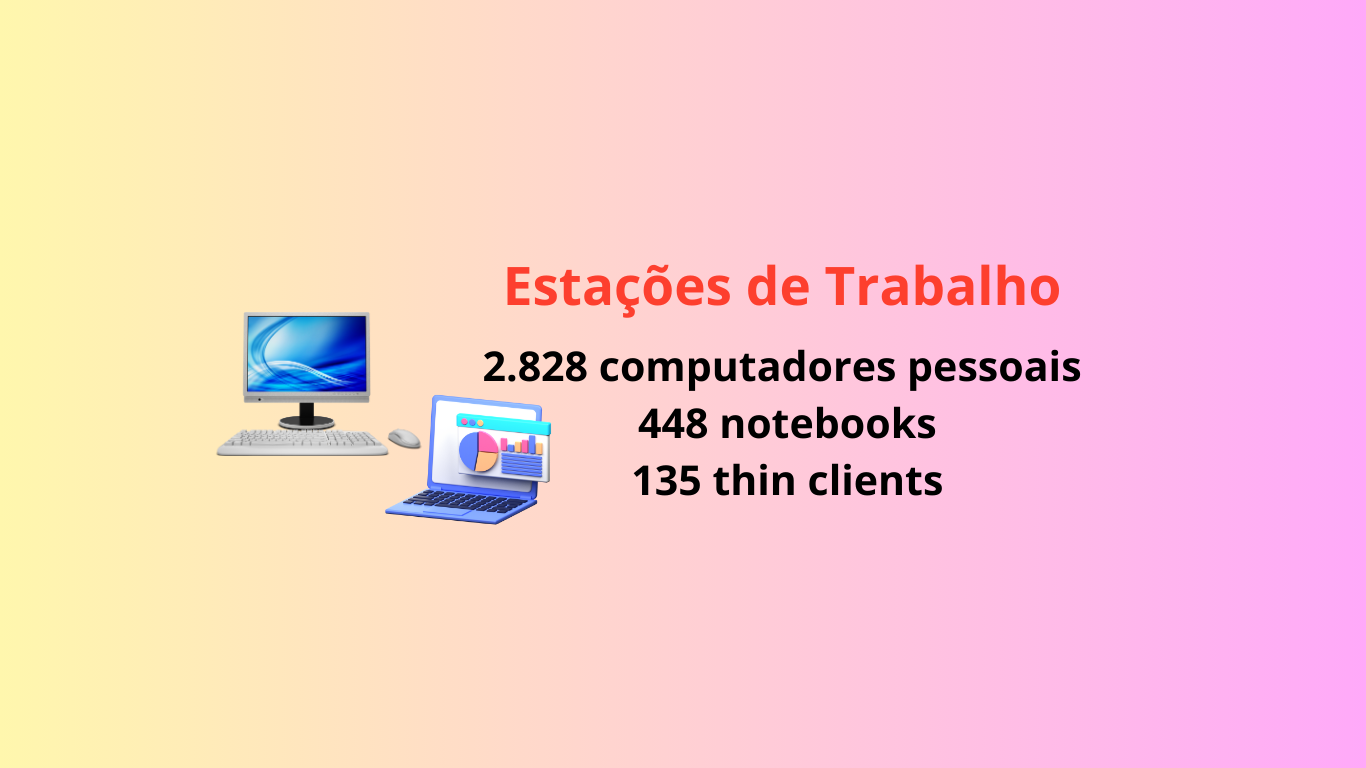 Estações de Trabalho
2.828 computadores pessoais
448 notebooks
135 thin clients